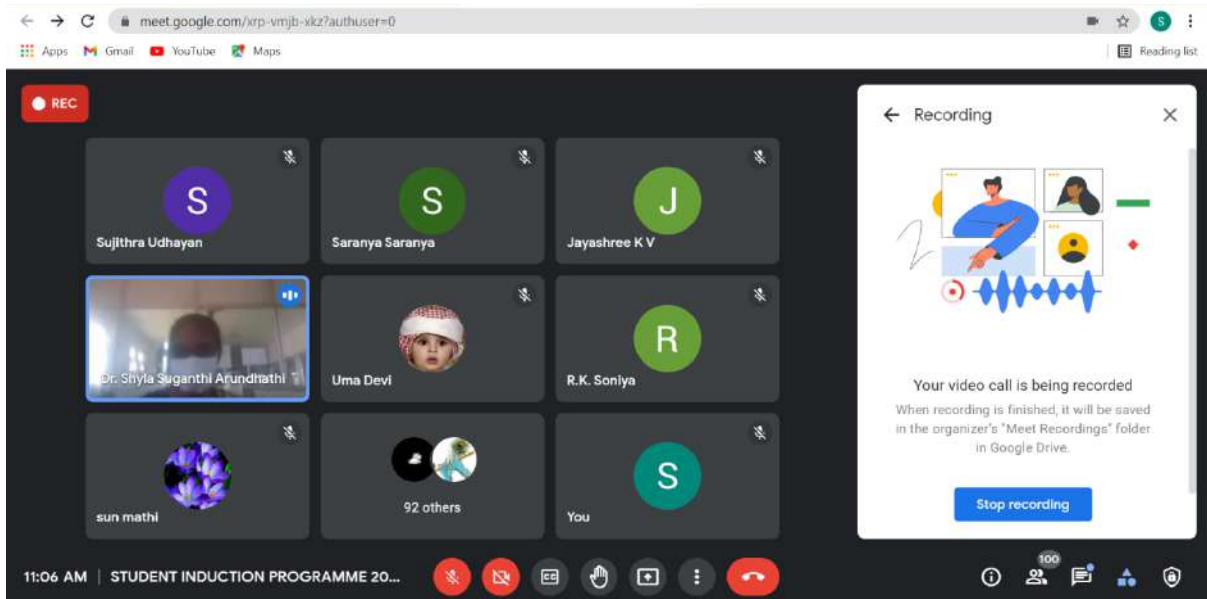 meet.google.com/xrp-vmjb-xkz?authuser=0
S
Apps Gmail YouTube Maps Reading list
REC
S
Sujithra Udhayan
S
Saranya Saranya
J
Jayashree K V
Dr. Shyla Suganthi Arundhathi
Uma Devi
R
R.K. Soniya
sun mathi
92 others
S
You
Recording
Your video call is being recorded
When recording is finished, it will be saved
in the organizer's "Meet Recordings" folder
in Google Drive.
Stop recording
11:06 AM | STUDENT INDUCTION PROGRAMME 20...
CC
100